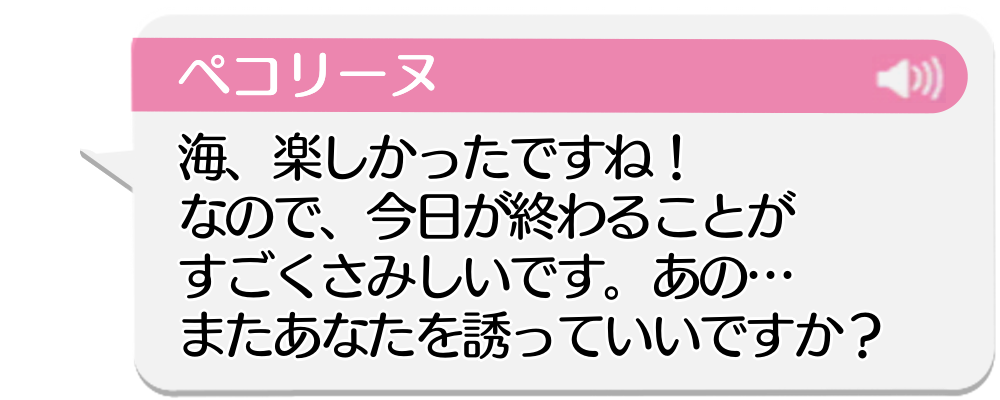 ペコリーヌ
海、楽しかったですね！
なので、今日が終わることが
すごくさみしいです。あの…
またあなたを誘っていいですか？